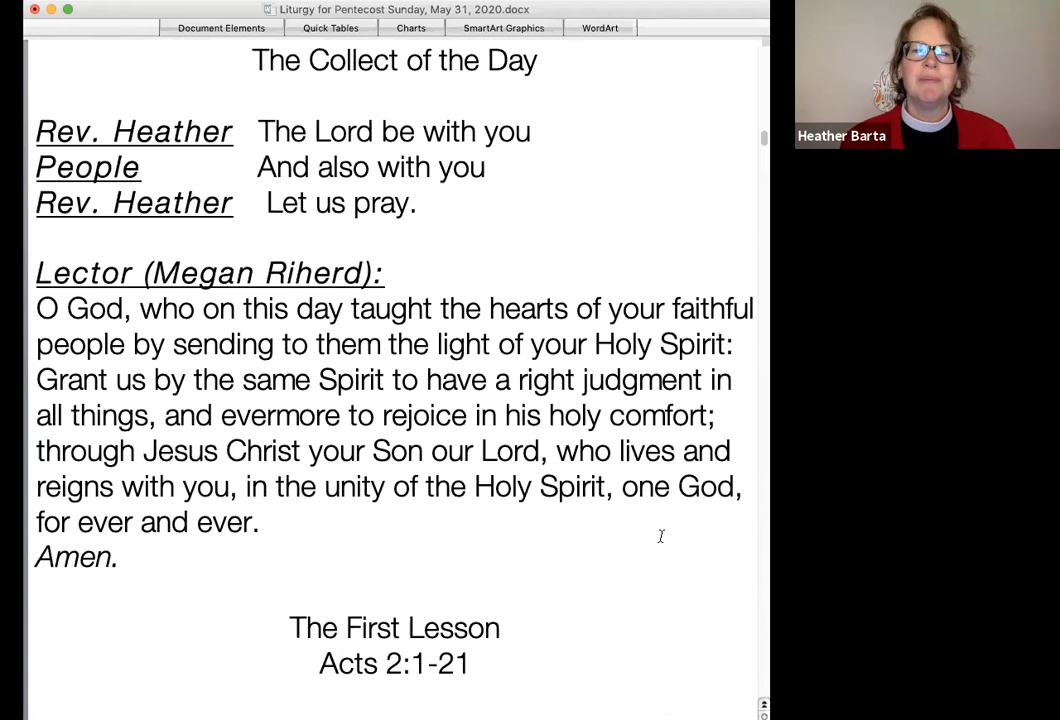 Liturgy for Pentecost Sunday, May 31, 2020.docx
Document Elements Quick Tables Charts SmartArt Graphics WordArt
The Collect of the Day
Rev. Heather The Lord be with you
People And also with you
Rev. Heather Let us pray.
Lector (Megan Riherd):
O God, who on this day taught the hearts of your faithful
people by sending to them the light of your Holy Spirit:
Grant us by the same Spirit to have a right judgment in
all things, and evermore to rejoice in his holy comfort;
through Jesus Christ your Son our Lord, who lives and
reigns with you, in the unity of the Holy Spirit, one God,
for ever and ever.
Amen.
The First Lesson
Acts 2:1-21
Heather Barta